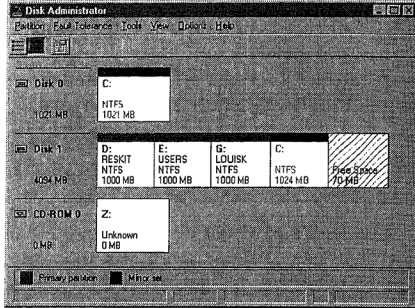 Disk Administrator
Partition Fault Tolerance Tools View Options Help
Disk 0
1021 MB
C:
NTFS
1021 MB
Disk 1
4094 MB
D:
RESKIT
NTFS
1000 MB
E:
USERS
NTFS
1000 MB
G:
LOUISK
NTFS
1000 MB
C:
NTFS
1024 MB
Free Space
70 MB
CD-ROM 0
0 MB
Z:
Unknown
0 MB
Primary partition
Mirror set